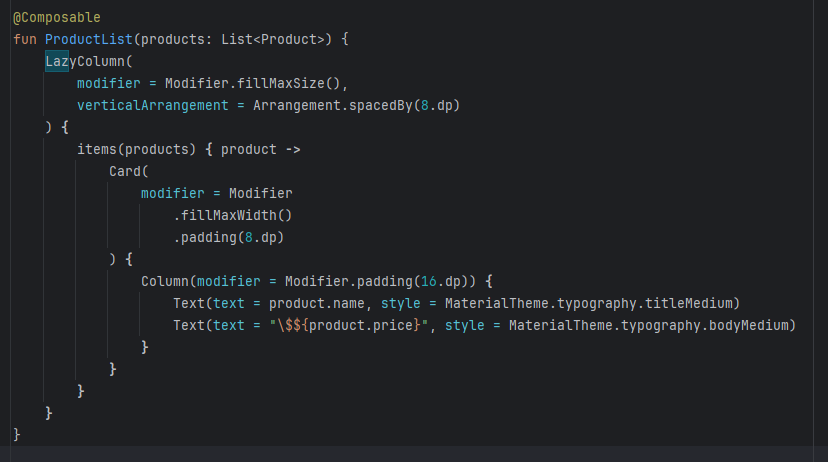 @Composable
fun ProductList(products: List<Product>) {
    LazyColumn(
        modifier = Modifier.fillMaxSize(),
        verticalArrangement = Arrangement.spacedBy(8.dp)
    ) {
        items(products) { product ->
            Card(
                modifier = Modifier
                    .fillMaxWidth()
                    .padding(8.dp)
            ) {
                Column(modifier = Modifier.padding(16.dp)) {
                    Text(text = product.name, style = MaterialTheme.typography.titleMedium)
                    Text(text = "\$${product.price}", style = MaterialTheme.typography.bodyMedium)
                }
            }
        }
    }
}